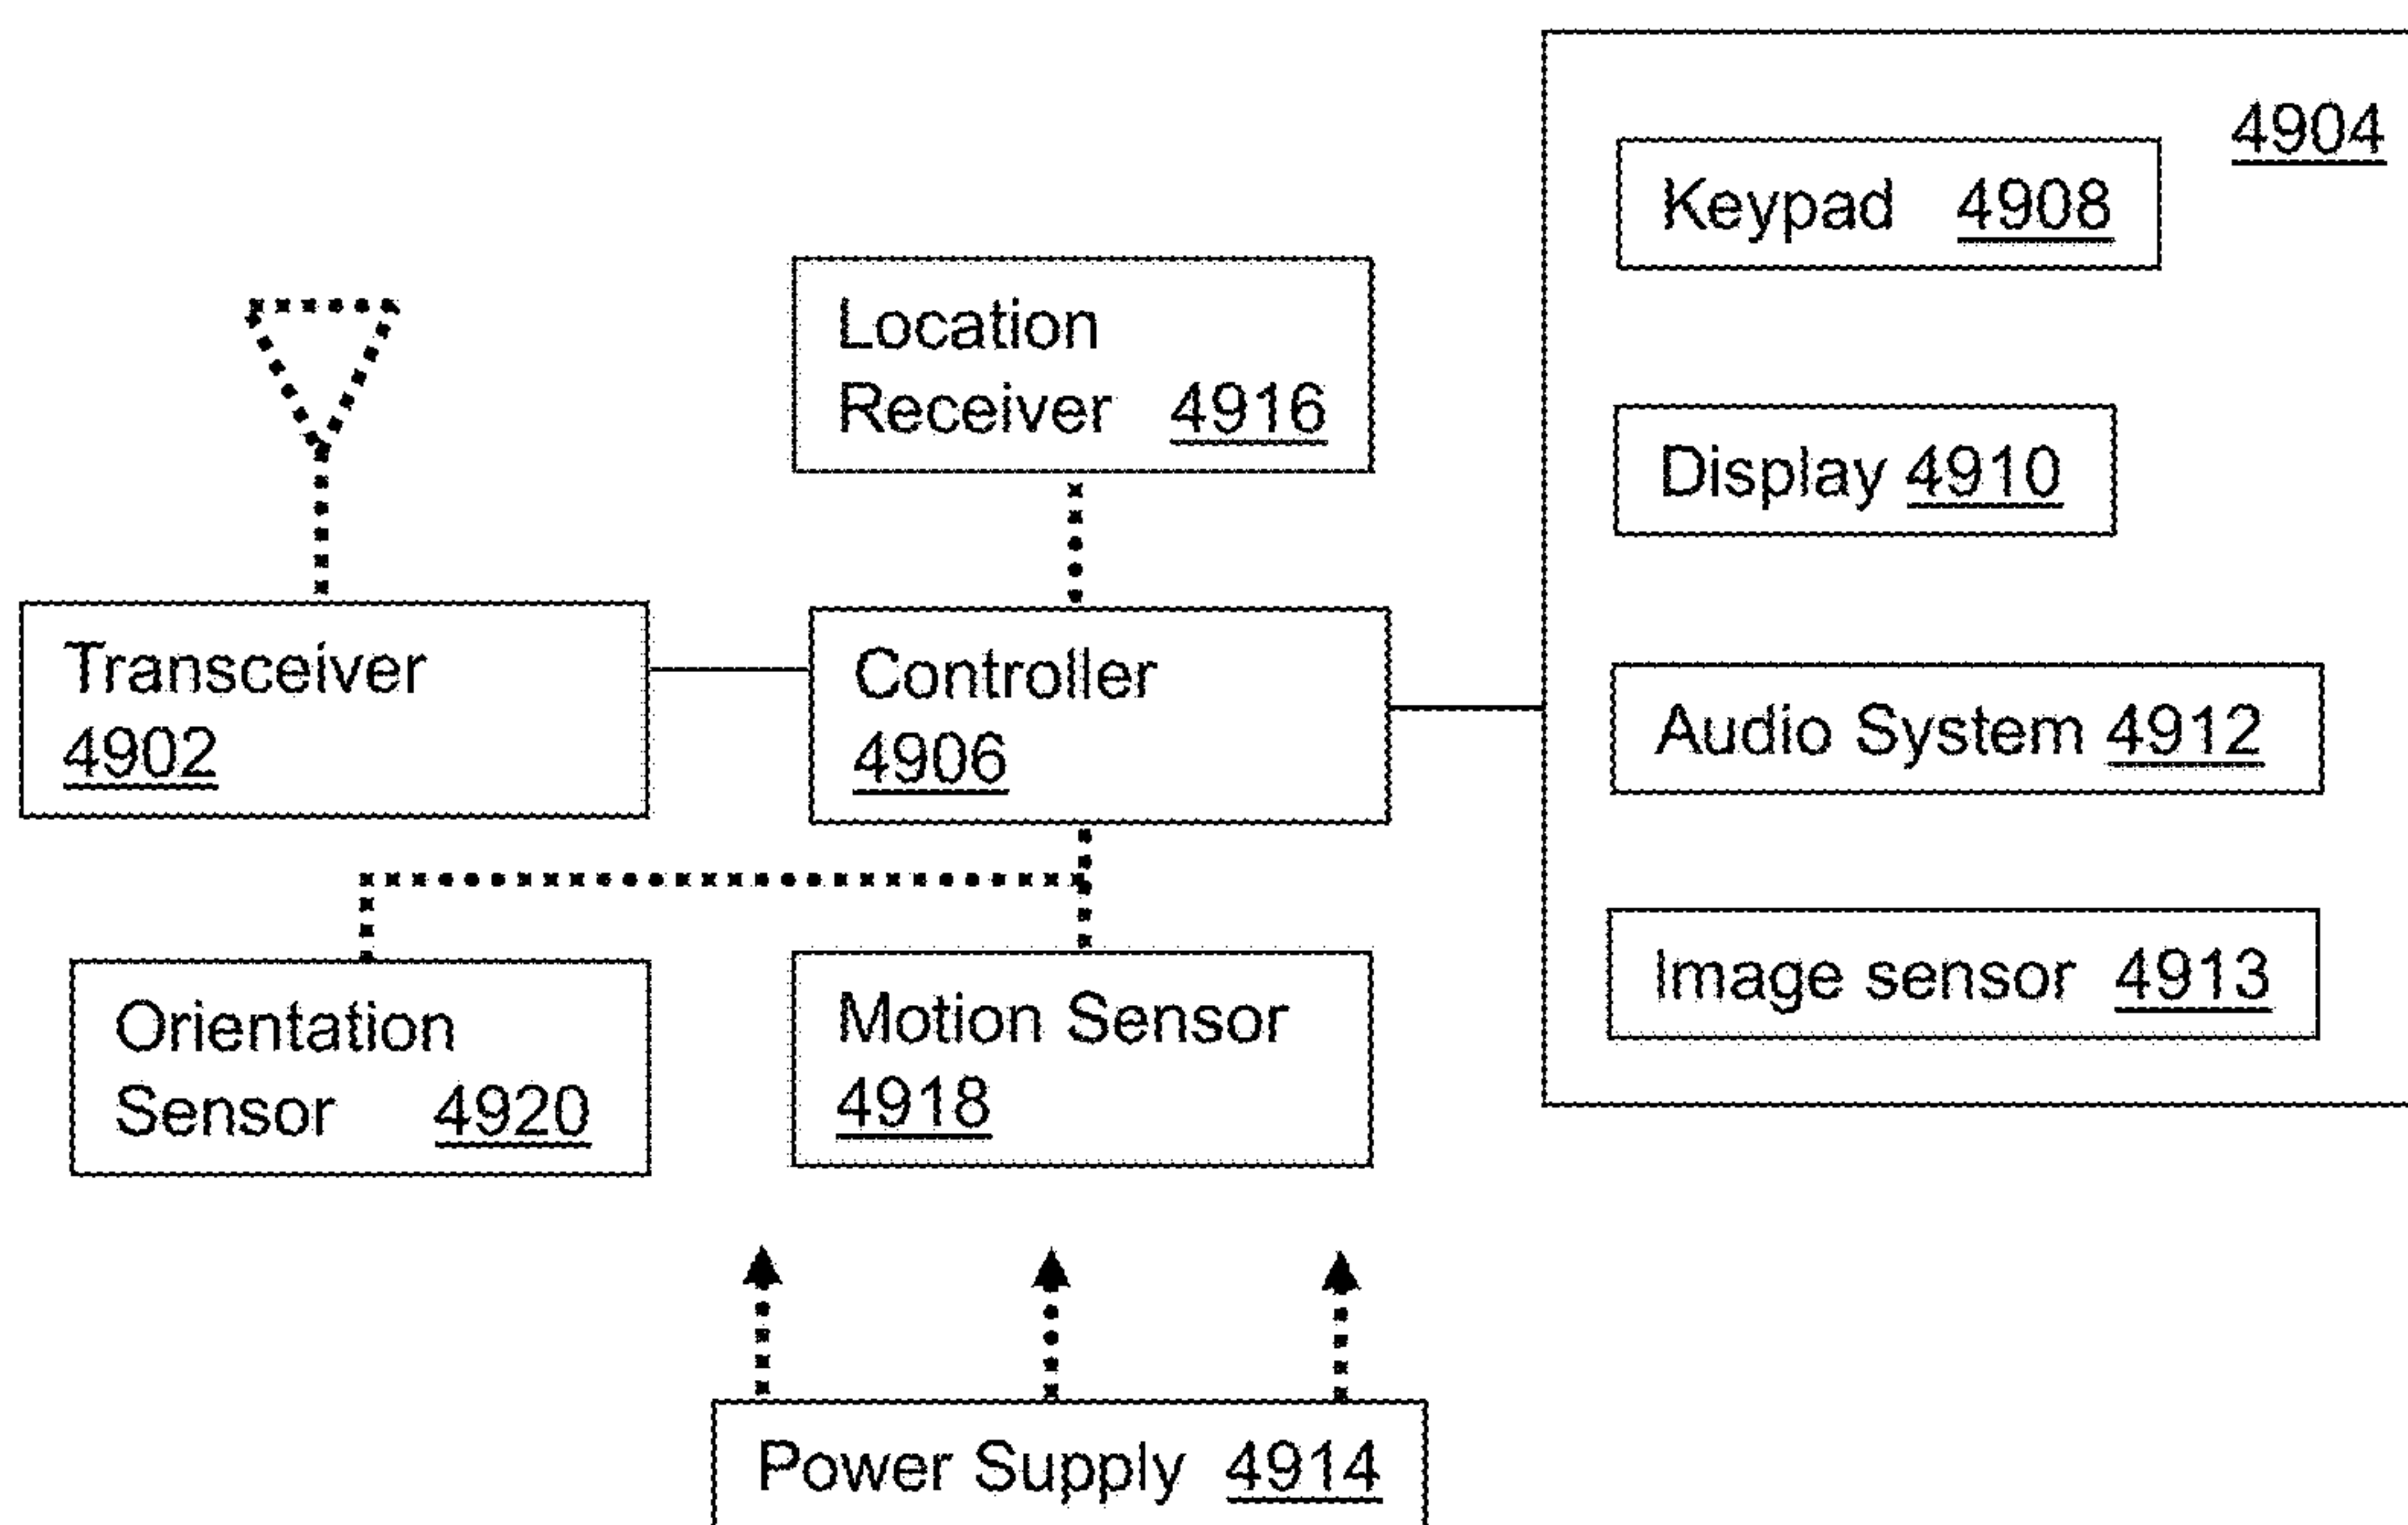 4904
Keypad 4908
Location
Receiver 4916
Display 4910
Transceiver
4902
Controller
4906
Audio System 4912
Image sensor 4913
Orientation
Sensor 4920
Motion Sensor
4918
Power Supply 4914